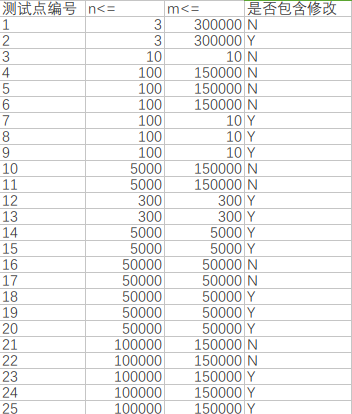 测试点编号 n<= m<= 是否包含修改
1 3 300000 N
2 3 300000 Y
3 10 10 N
4 100 150000 N
5 100 150000 N
6 100 150000 N
7 100 10 Y
8 100 10 Y
9 100 10 Y
10 5000 150000 N
11 5000 150000 N
12 300 300 Y
13 300 300 Y
14 5000 5000 Y
15 5000 5000 Y
16 50000 50000 N
17 50000 50000 N
18 50000 50000 Y
19 50000 50000 Y
20 50000 50000 Y
21 100000 150000 N
22 100000 150000 N
23 100000 150000 Y
24 100000 150000 Y
25 100000 150000 Y